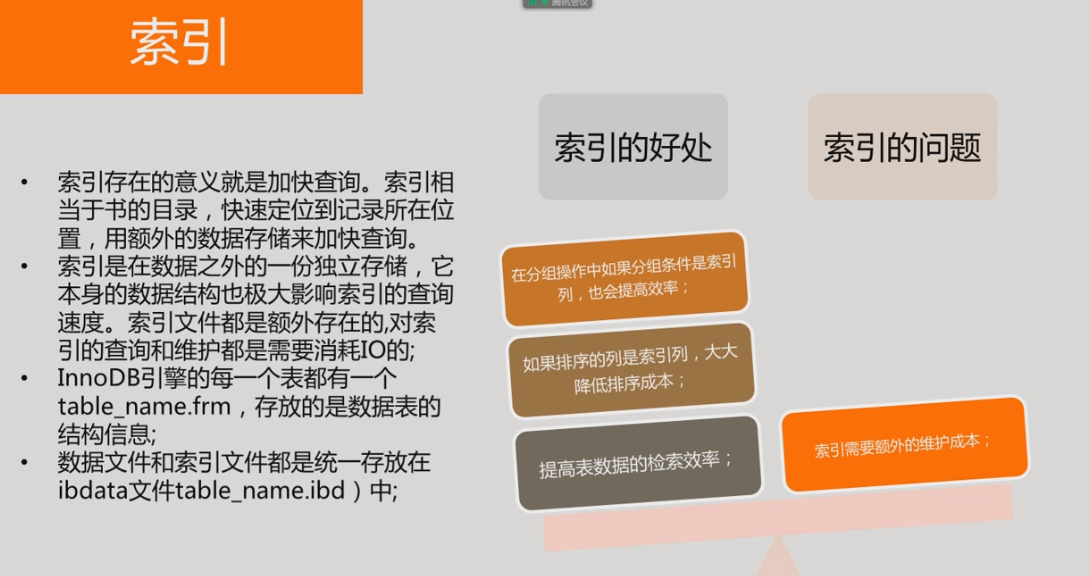 腾讯会议
索引
• 索引存在的意义就是加快查询。索引相
当于书的目录，快速定位到记录所在位
置，用额外的数据存储来加快查询。
• 索引是在数据之外的一份独立存储，它
本身的数据结构也极大影响索引的查询
速度。索引文件都是额外存在的,对索
引的查询和维护都是需要消耗IO的;
• InnoDB引擎的每一个表都有一个
table_name.frm，存放的是数据表的
结构信息;
• 数据文件和索引文件都是统一存放在
ibdata文件table_name.ibd）中;
索引的好处
索引的问题
在分组操作中如果分组条件是索引
列，也会提高效率；
如果排序的列是索引列，大大
降低排序成本；
提高表数据的检索效率；
索引需要额外的维护成本；